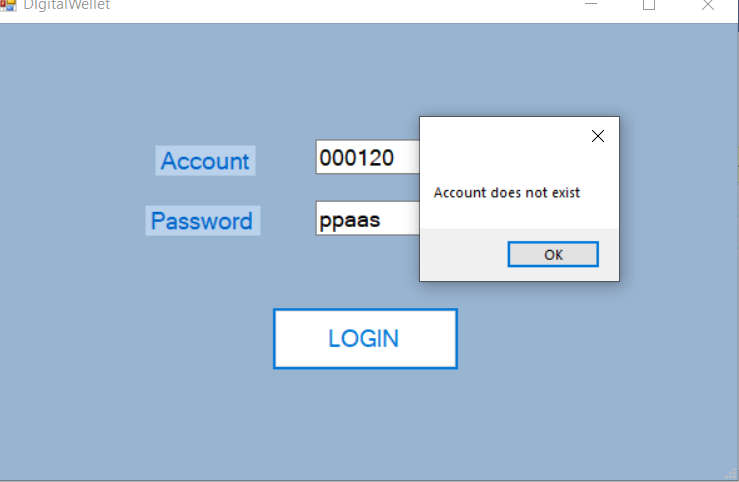 DIgitalWellet
Account
000120
Password
ppaas
Account does not exist
OK
LOGIN